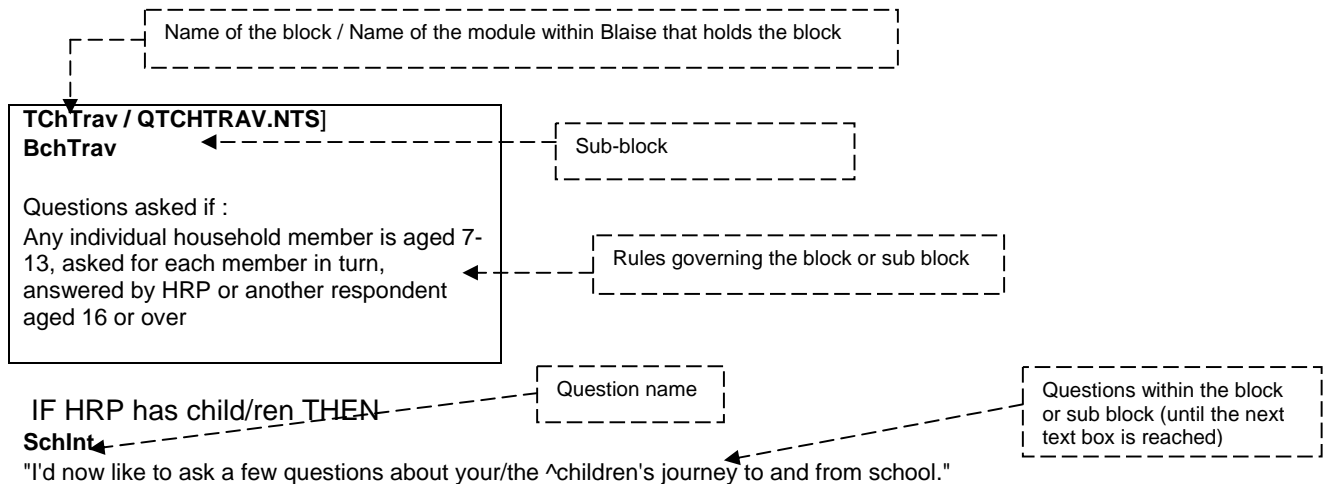 Name of the block / Name of the module within Blaise that holds the block
TChTrav / QTCHTRAV.NTS]
BchTrav
Sub-block
Questions asked if :
Any individual household member is aged 7-
13, asked for each member in turn,
answered by HRP or another respondent
aged 16 or over
Rules governing the block or sub block
Question name
Questions within the block
or sub block (until the next
text box is reached)
IF HRP has child/ren THEN
SchInt
"I'd now like to ask a few questions about your/the ^children's journey to and from school."